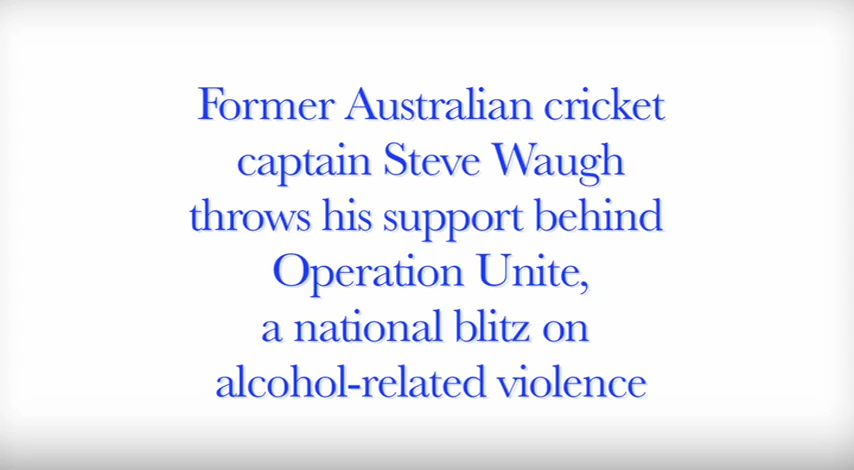 Former Australian cricket
captain Steve Waugh
throws his support behind
Operation Unite,
a national blitz on
alcohol-related violence